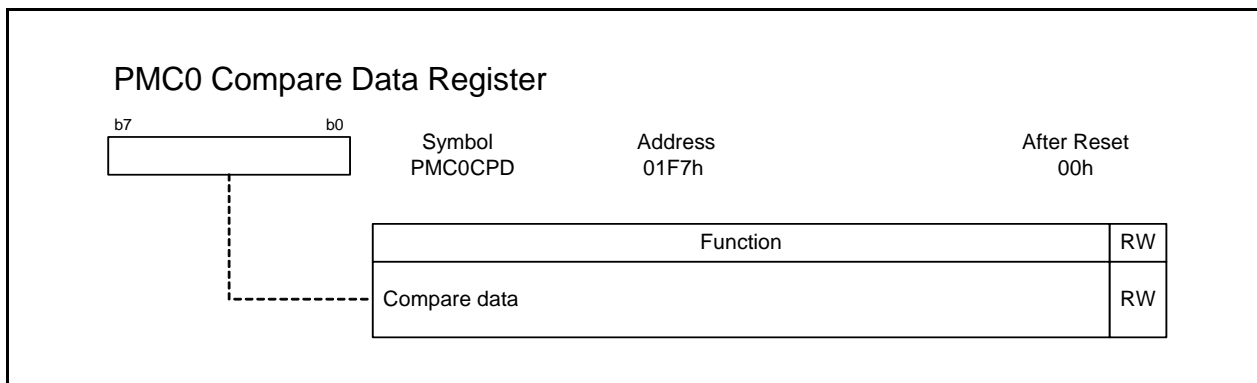 PMC0 Compare Data Register
b7 b0
Symbol Address After Reset
PMC0CPD 01F7h 00h
Function RW
Compare data RW